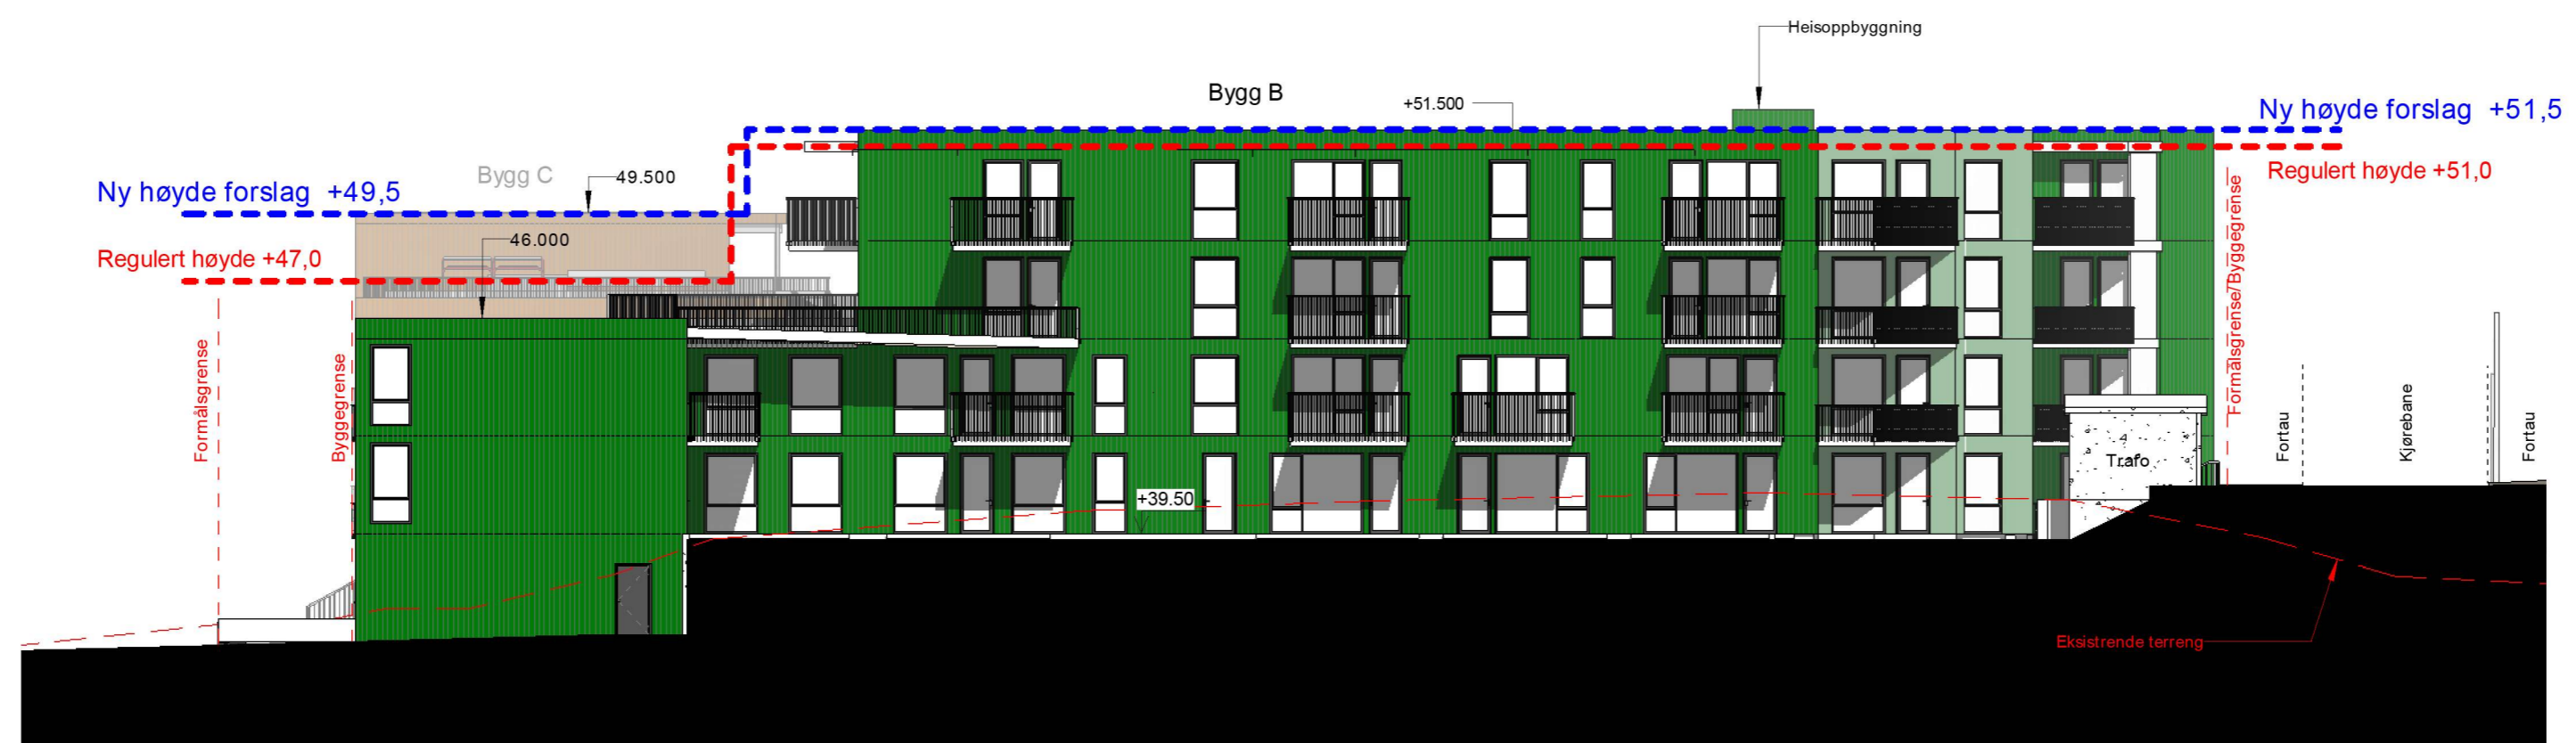 Heisoppbyggning
Bygg B
+51.500
Ny høyde forslag +51,5
Regulert høyde +51,0
Bygg C
49.500
Ny høyde forslag +49,5
46.000
Regulert høyde +47,0
Formålsgrense
Byggegrense
Formålsgrense/Byggegrense
Fortau
Kjørebane
Fortau
Trafo
+39.50
Eksistrende terreng